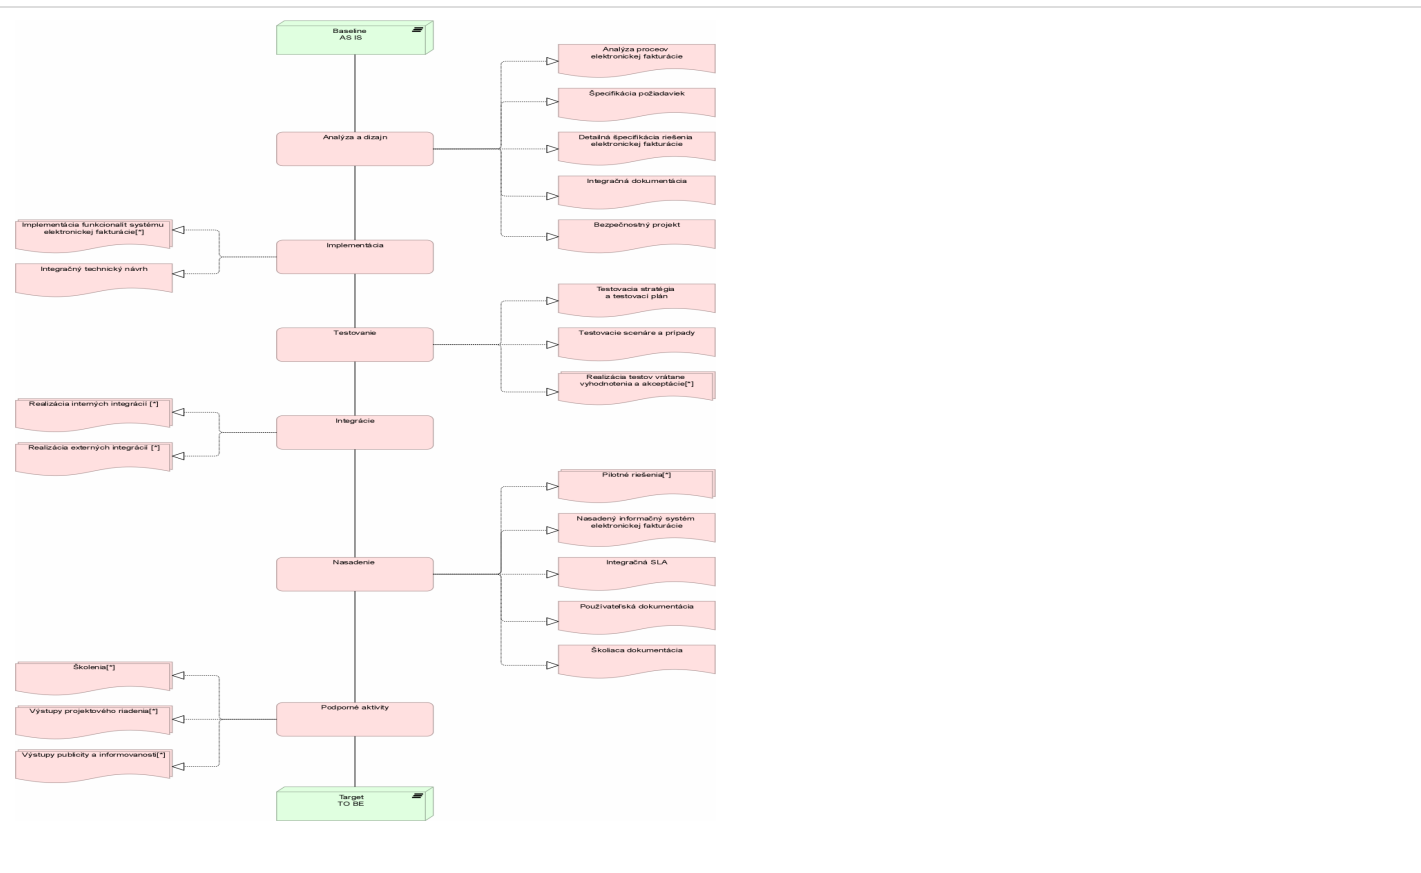 Baseline
AS IS
Analýza proceov
elektronickej fakturácie
Špecifikácia požiadaviek
Analýza a dizajn
Detailná špecifikácia riešenia
elektronickej fakturácie
Integračná dokumentácia
Bezpečnostný projekt
Implementácia funkcionalít systému
elektronickej fakturácie[*]
Implementácia
Integračný technický návrh
Testovacia stratégia
a testovací plán
Testovanie
Testovacie scenáre a prípady
Realizácia testov vrátane
vyhodnotenia a akceptácie[*]
Realizácia interných integrácií [*]
Integrácie
Realizácia externých integrácií [*]
Pilotné riešenia[*]
Nasadený informačný systém
elektronickej fakturácie
Nasadenie
Integračná SLA
Používateľská dokumentácia
Školiaca dokumentácia
Školenia[*]
Výstupy projektového riadenia[*]
Podporné aktivity
Výstupy publicity a informovanosti[*]
Target
TO BE